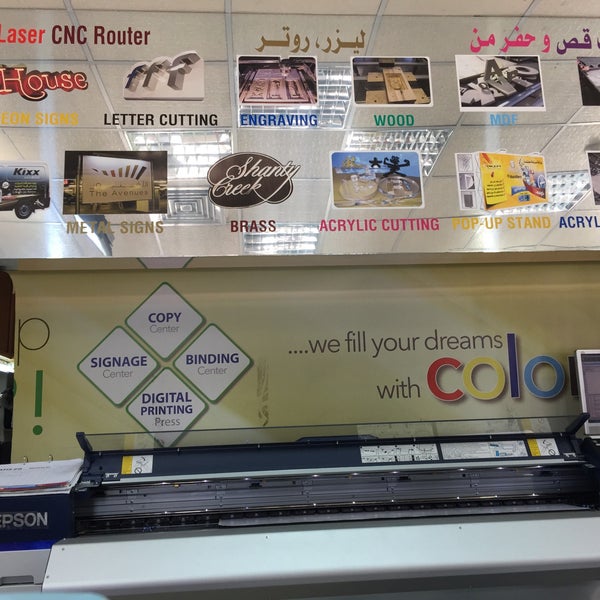 Laser CNC Router
ليزر، روتر
قص و حفر من
House
EON SIGNS
LETTER CUTTING
ENGRAVING
WOOD
MDF
Kixx
The Avenues
Shanty
Creek
METAL SIGNS
BRASS
ACRYLIC CUTTING
POP-UP STAND
ACRYL
p
!
COPY
Center
SIGNAGE
Center
BINDING
Center
DIGITAL
PRINTING
Press
....we fill your dreams
with colo
EPSON